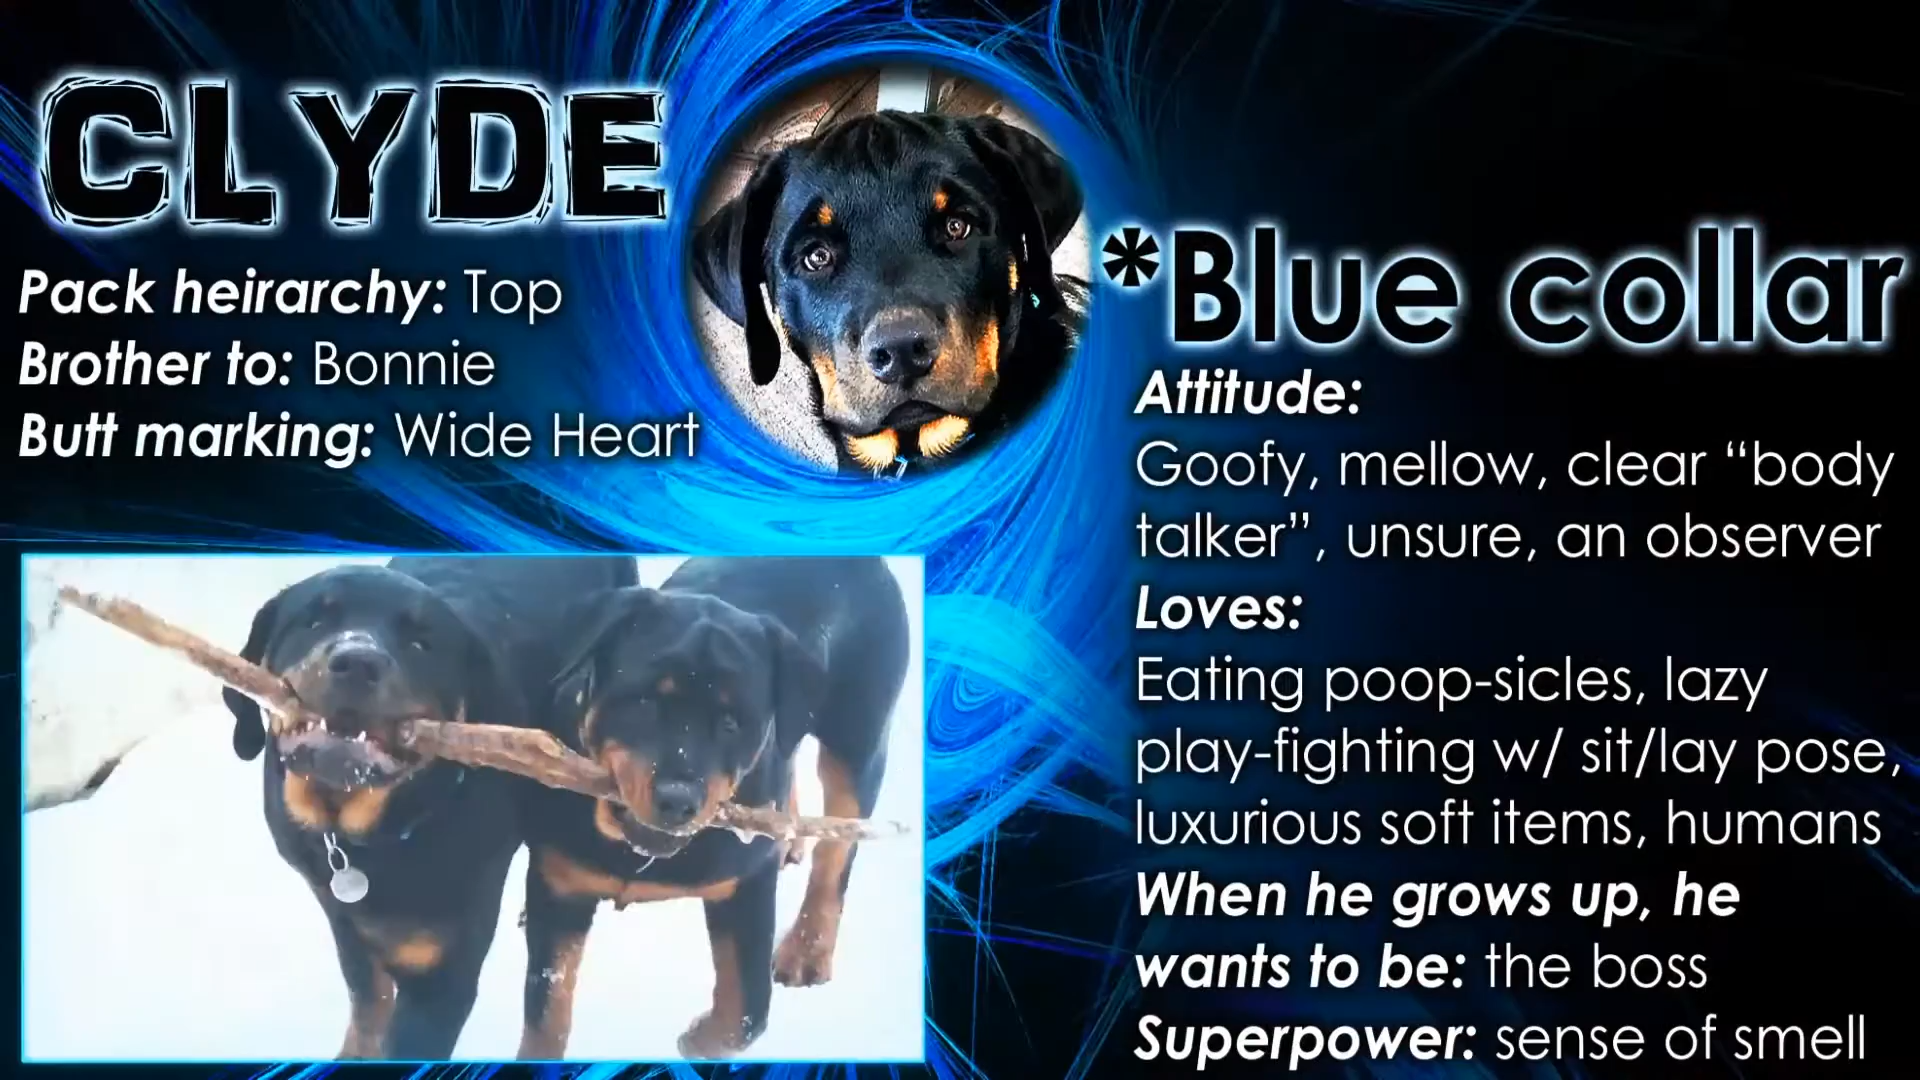 CLYDE
Pack heirarchy: Top
Brother to: Bonnie
Butt marking: Wide Heart
*Blue collar
Attitude:
Goofy, mellow, clear “body
talker”, unsure, an observer
Loves:
Eating poop-sicles, lazy
play-fighting w/ sit/lay pose,
luxurious soft items, humans
When he grows up, he
wants to be: the boss
Superpower: sense of smell